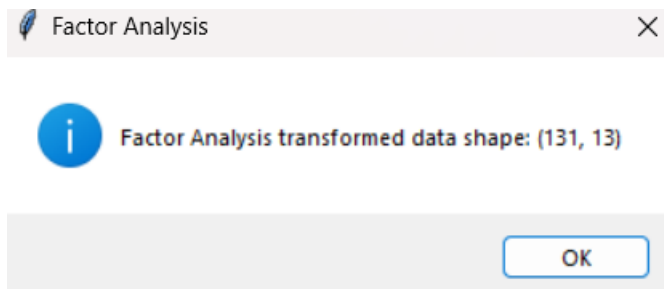 Factor Analysis
Factor Analysis transformed data shape: (131, 13)
OK